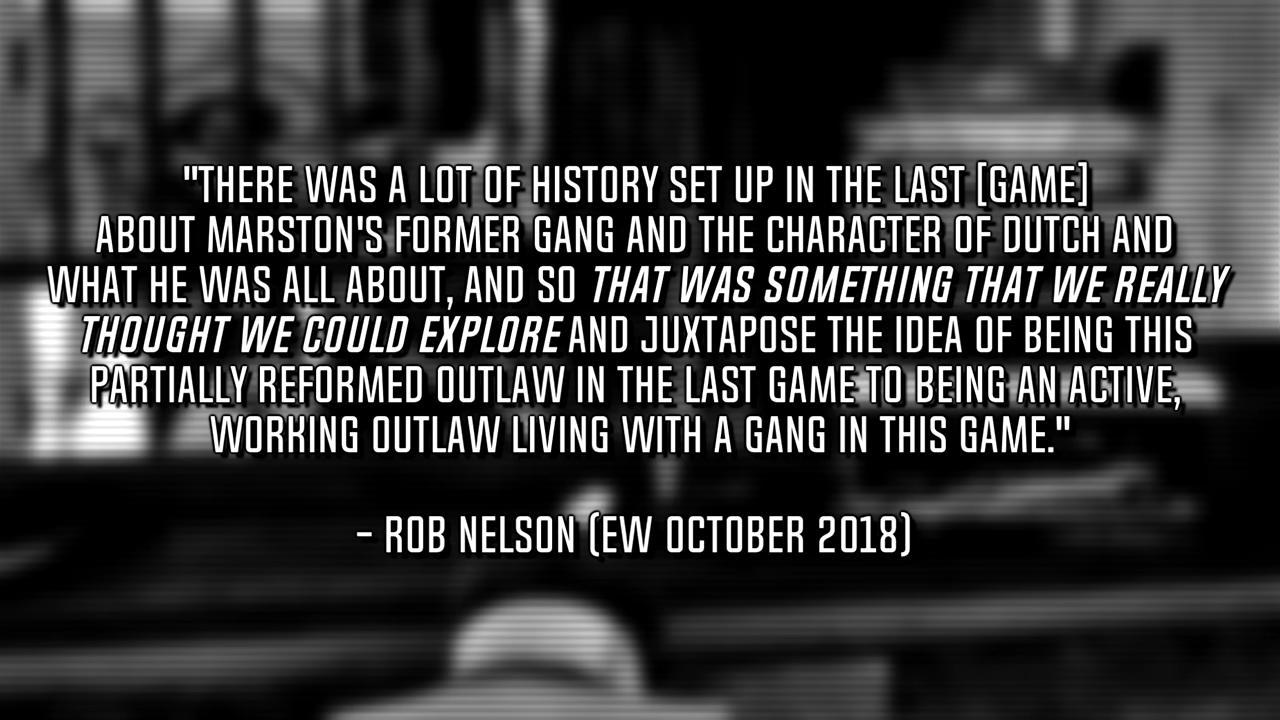 "THERE WAS A LOT OF HISTORY SET UP IN THE LAST [GAME]
ABOUT MARSTON'S FORMER GANG AND THE CHARACTER OF DUTCH AND
WHAT HE WAS ALL ABOUT, AND SO THAT WAS SOMETHING THAT WE REALLY
THOUGHT WE COULD EXPLORE AND JUXTAPOSE THE IDEA OF BEING THIS
PARTIALLY REFORMED OUTLAW IN THE LAST GAME TO BEING AN ACTIVE,
WORKING OUTLAW LIVING WITH A GANG IN THIS GAME."
– ROB NELSON (EW OCTOBER 2018)